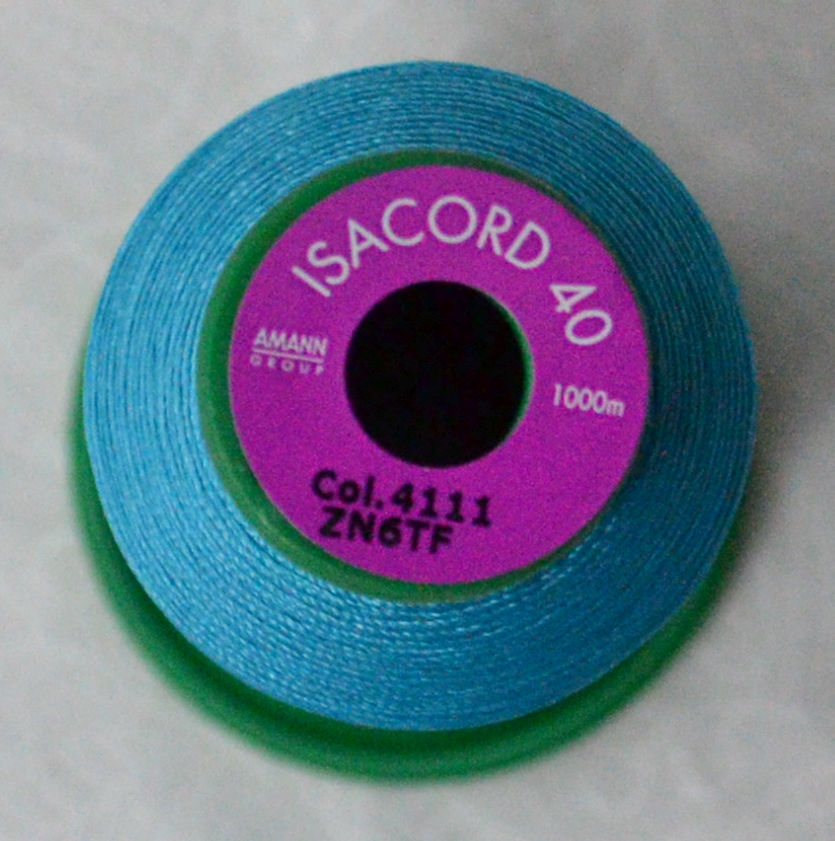 ISACORD 40
AMANN
GROUP
1000m
Col.4111
ZN6TF